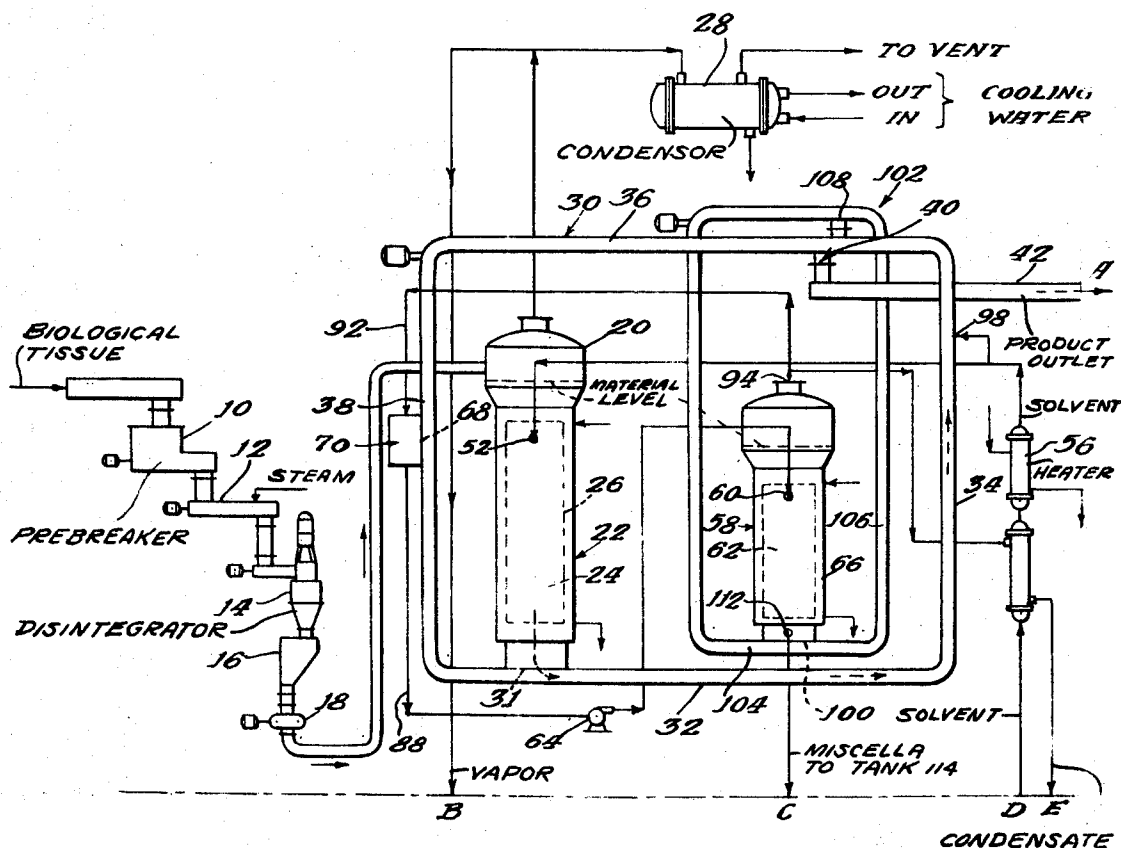 28
TO VENT
OUT
COOLING
IN
WATER
CONDENSOR
102
108
30
36
40
42
A
92
20
98
PRODUCT
OUTLET
BIOLOGICAL
TISSUE
94
MATERIAL
LEVEL
38
68
SOLVENT
10
70
52
56
HEATER
12
STEAM
60
26
58
106
34
PREBREAKER
62
22
66
24
14
112
DISINTEGRATOR
16
18
31
104
100
88
64
32
SOLVENT
VAPOR
MISCELLA
TO TANK 114
B
C
D
E
CONDENSATE